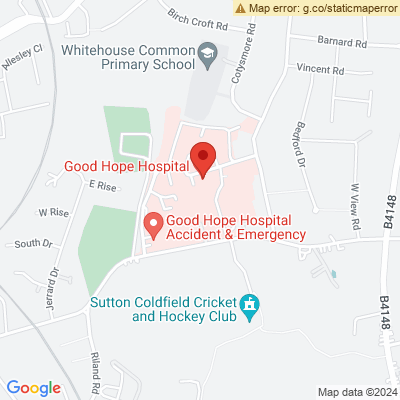 Map error: g.co/staticmaperror
Birch Croft Rd
Allesley Cl
Whitehouse Common
Primary School
Cotysmore Rd
Barnard Rd
Vincent Rd
Bedford Dr
Good Hope Hospital
E Rise
W Rise
W View Rd
B4148
Good Hope Hospital
Accident & Emergency
South Dr
Jerrard Dr
Sutton Coldfield Cricket
and Hockey Club
B4148
Riland Rd
Google
Map data ©2024